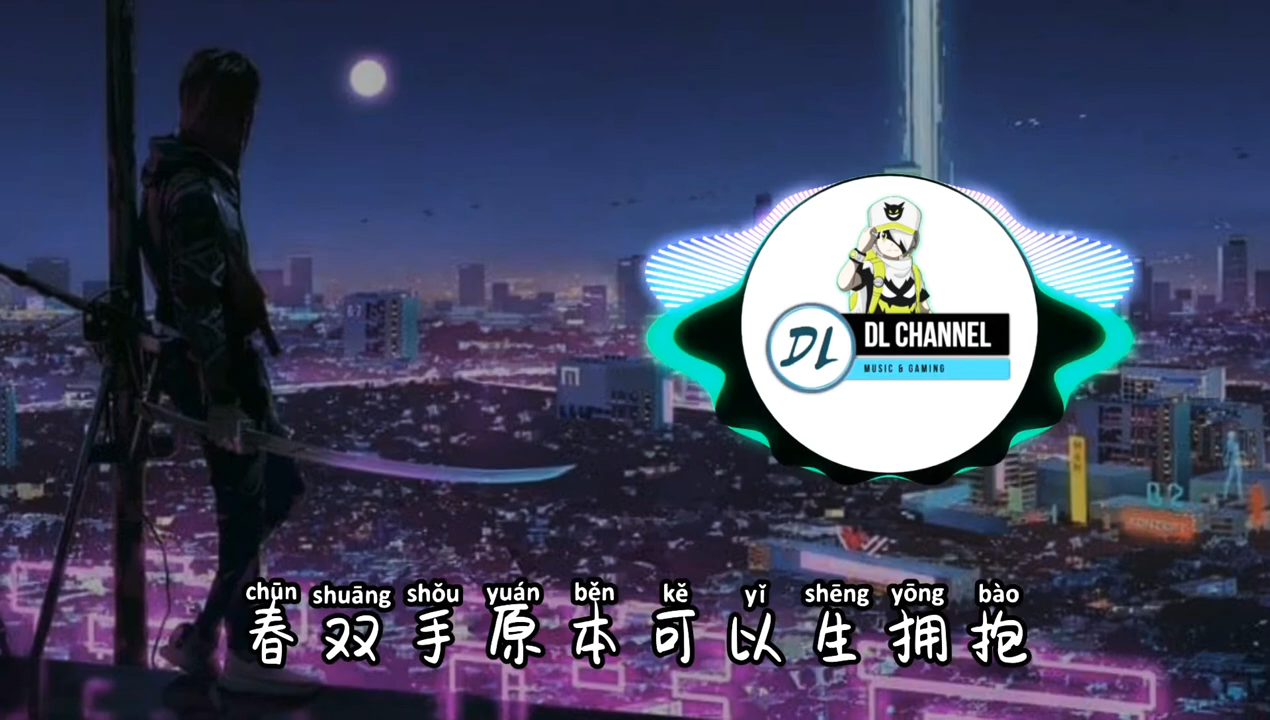 DL CHANNEL
DL
MUSIC & GAMING
chūn shuāng shǒu yuán běn kě yǐ shēng yōng bào
春双手原本可以生拥抱